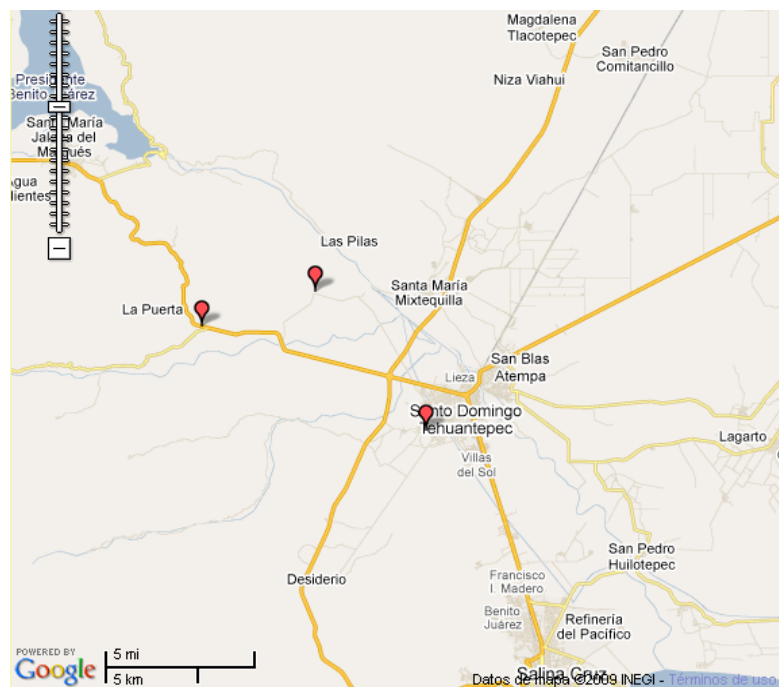 Magdalena
Tlacotepec
San Pedro
Comitancillo
Niza Viahui
Presidente
Benito Juárez
Santa María
Jalapa del
Marqués
Agua
lientes
Las Pilas
Santa María
Mixtequilla
La Puerta
San Blas
Atempa
Lieza
Santo Domingo
Tehuantepec
Lagarto
Villas
del Sol
San Pedro
Huilotepec
Desiderio
Francisco
I. Madero
Benito
Juárez
Refinería
del Pacífico
POWERED BY
Google
5 mi
5 km
Salina Cruz
Datos de mapa ©2009 INEGI - Términos de uso